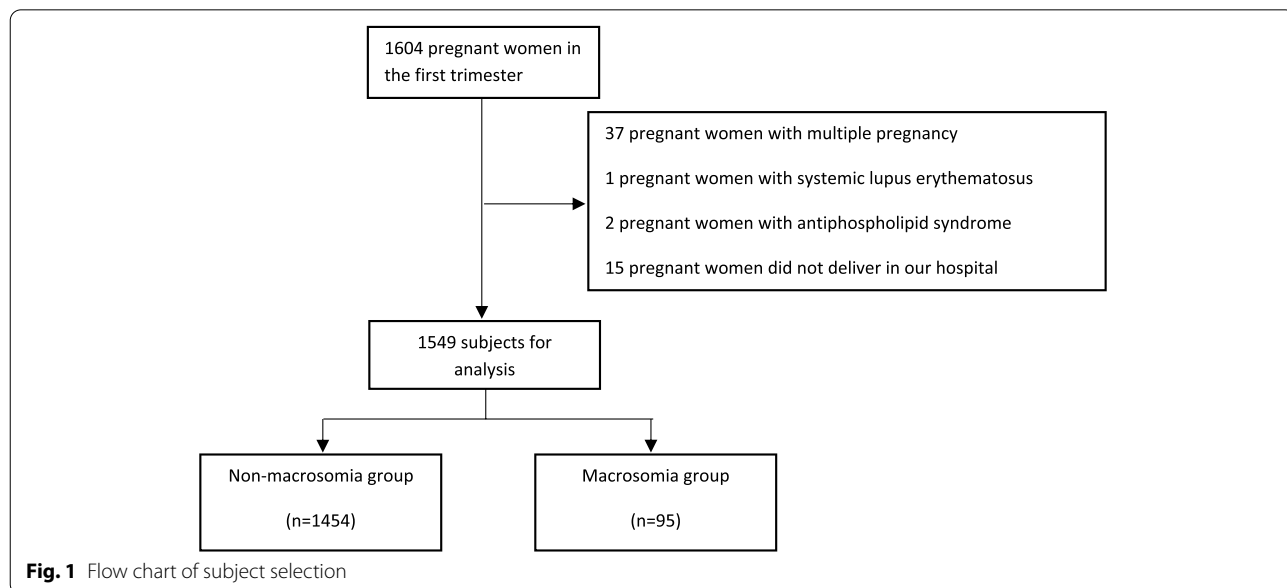 1604 pregnant women in
the first trimester
37 pregnant women with multiple pregnancy
1 pregnant women with systemic lupus erythematosus
2 pregnant women with antiphospholipid syndrome
15 pregnant women did not deliver in our hospital
1549 subjects for
analysis
Non-macrosomia group
(n=1454)
Macrosomia group
(n=95)
Fig. 1 Flow chart of subject selection